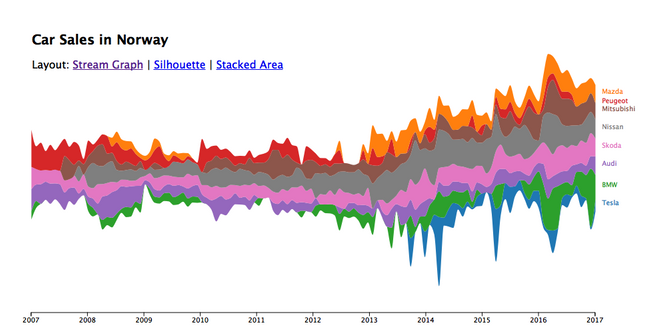 Car Sales in Norway
Layout: Stream Graph | Silhouette | Stacked Area
Mazda
Peugeot
Mitsubishi
Nissan
Skoda
Audi
BMW
Tesla
2007 2008 2009 2010 2011 2012 2013 2014 2015 2016 2017